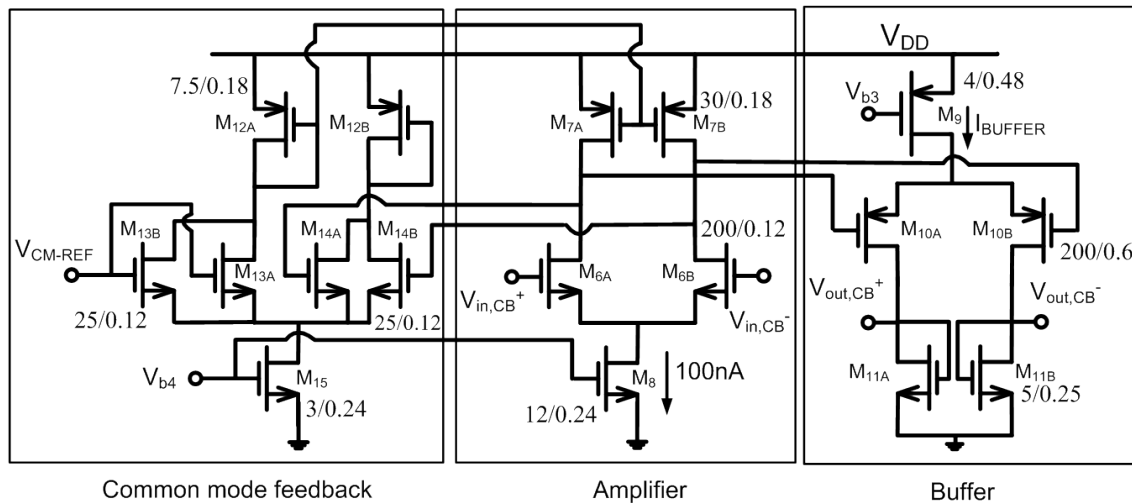 V_DD
7.5/0.18
30/0.18
4/0.48
V_b3
M_12A
M_12B
M_7A
M_7B
M_9
I_BUFFER
M_13B
M_14A
M_14B
200/0.12
M_10A
M_10B
V_CM-REF
M_13A
M_6A
M_6B
200/0.6
V_in,CB^+
V_in,CB^-
V_out,CB^+
V_out,CB^-
25/0.12
25/0.12
V_b4
M_15
M_8
100nA
M_11A
M_11B
3/0.24
12/0.24
5/0.25
Common mode feedback
Amplifier
Buffer